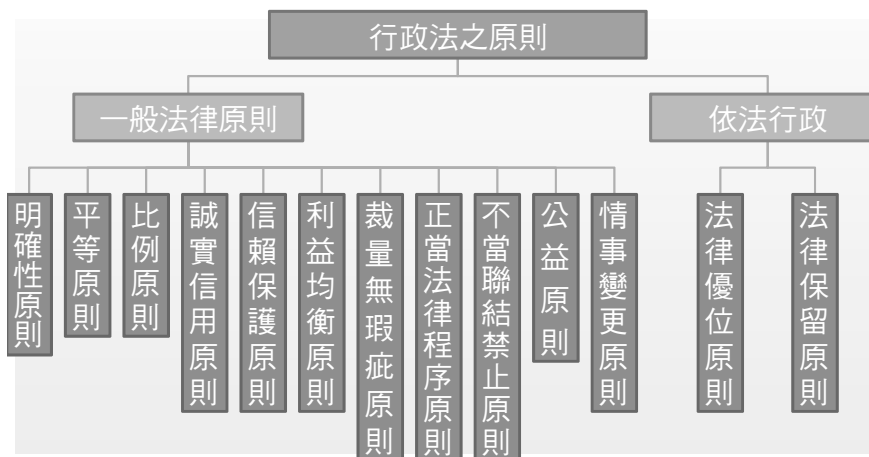 行政法之原則
一般法律原則
依法行政
明確性原則
平等原則
比例原則
誠實信用原則
信賴保護原則
利益均衡原則
裁量無瑕疵原則
正當法律程序原則
不當聯結禁止原則
公益原則
情事變更原則
法律優位原則
法律保留原則